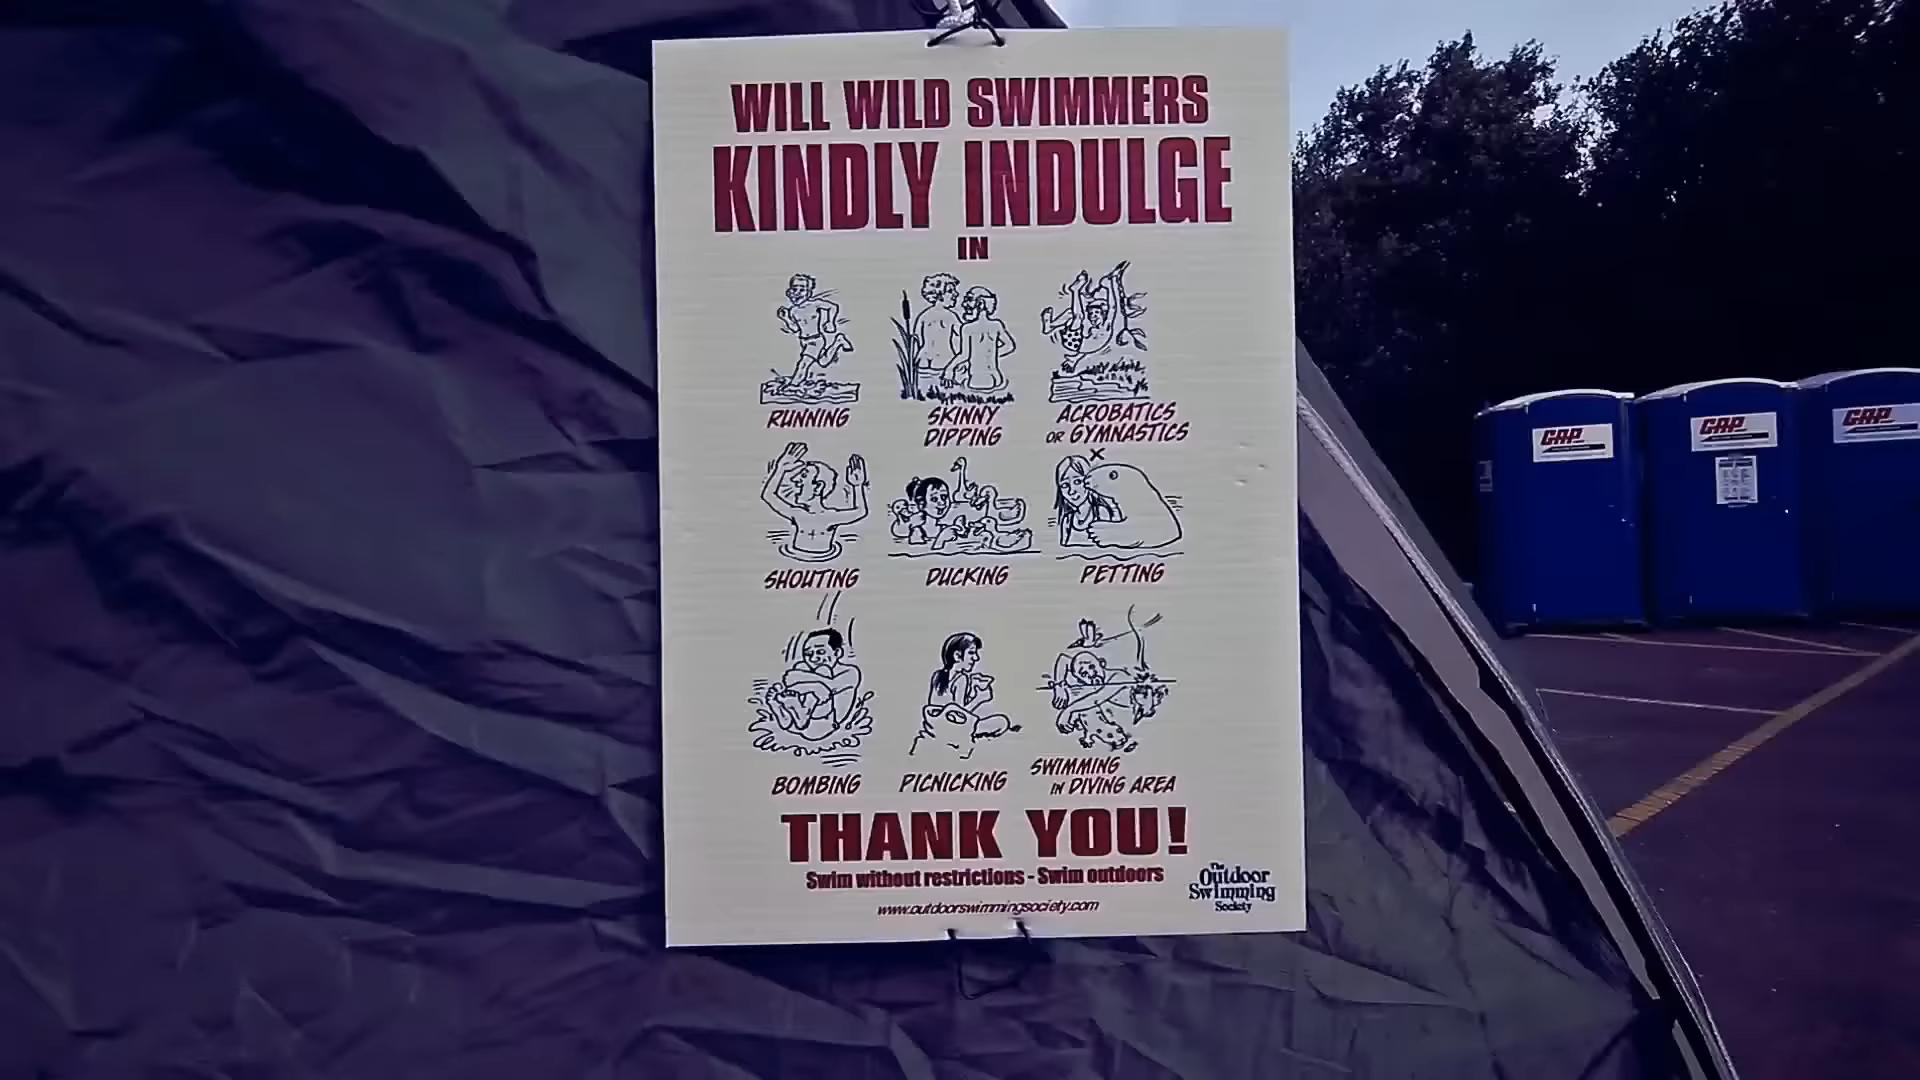 WILL WILD SWIMMERS
KINDLY INDULGE
IN
RUNNING
SKINNY
DIPPING
ACROBATICS
OR GYMNASTICS
SHOUTING
DUCKING
X
PETTING
BOMBING
PICNICKING
SWIMMING
IN DIVING AREA
THANK YOU!
Swim without restrictions - Swim outdoors
www.outdoorswimmingsociety.com
The
Outdoor
Swimming
Society
GAP
GAP
GAP